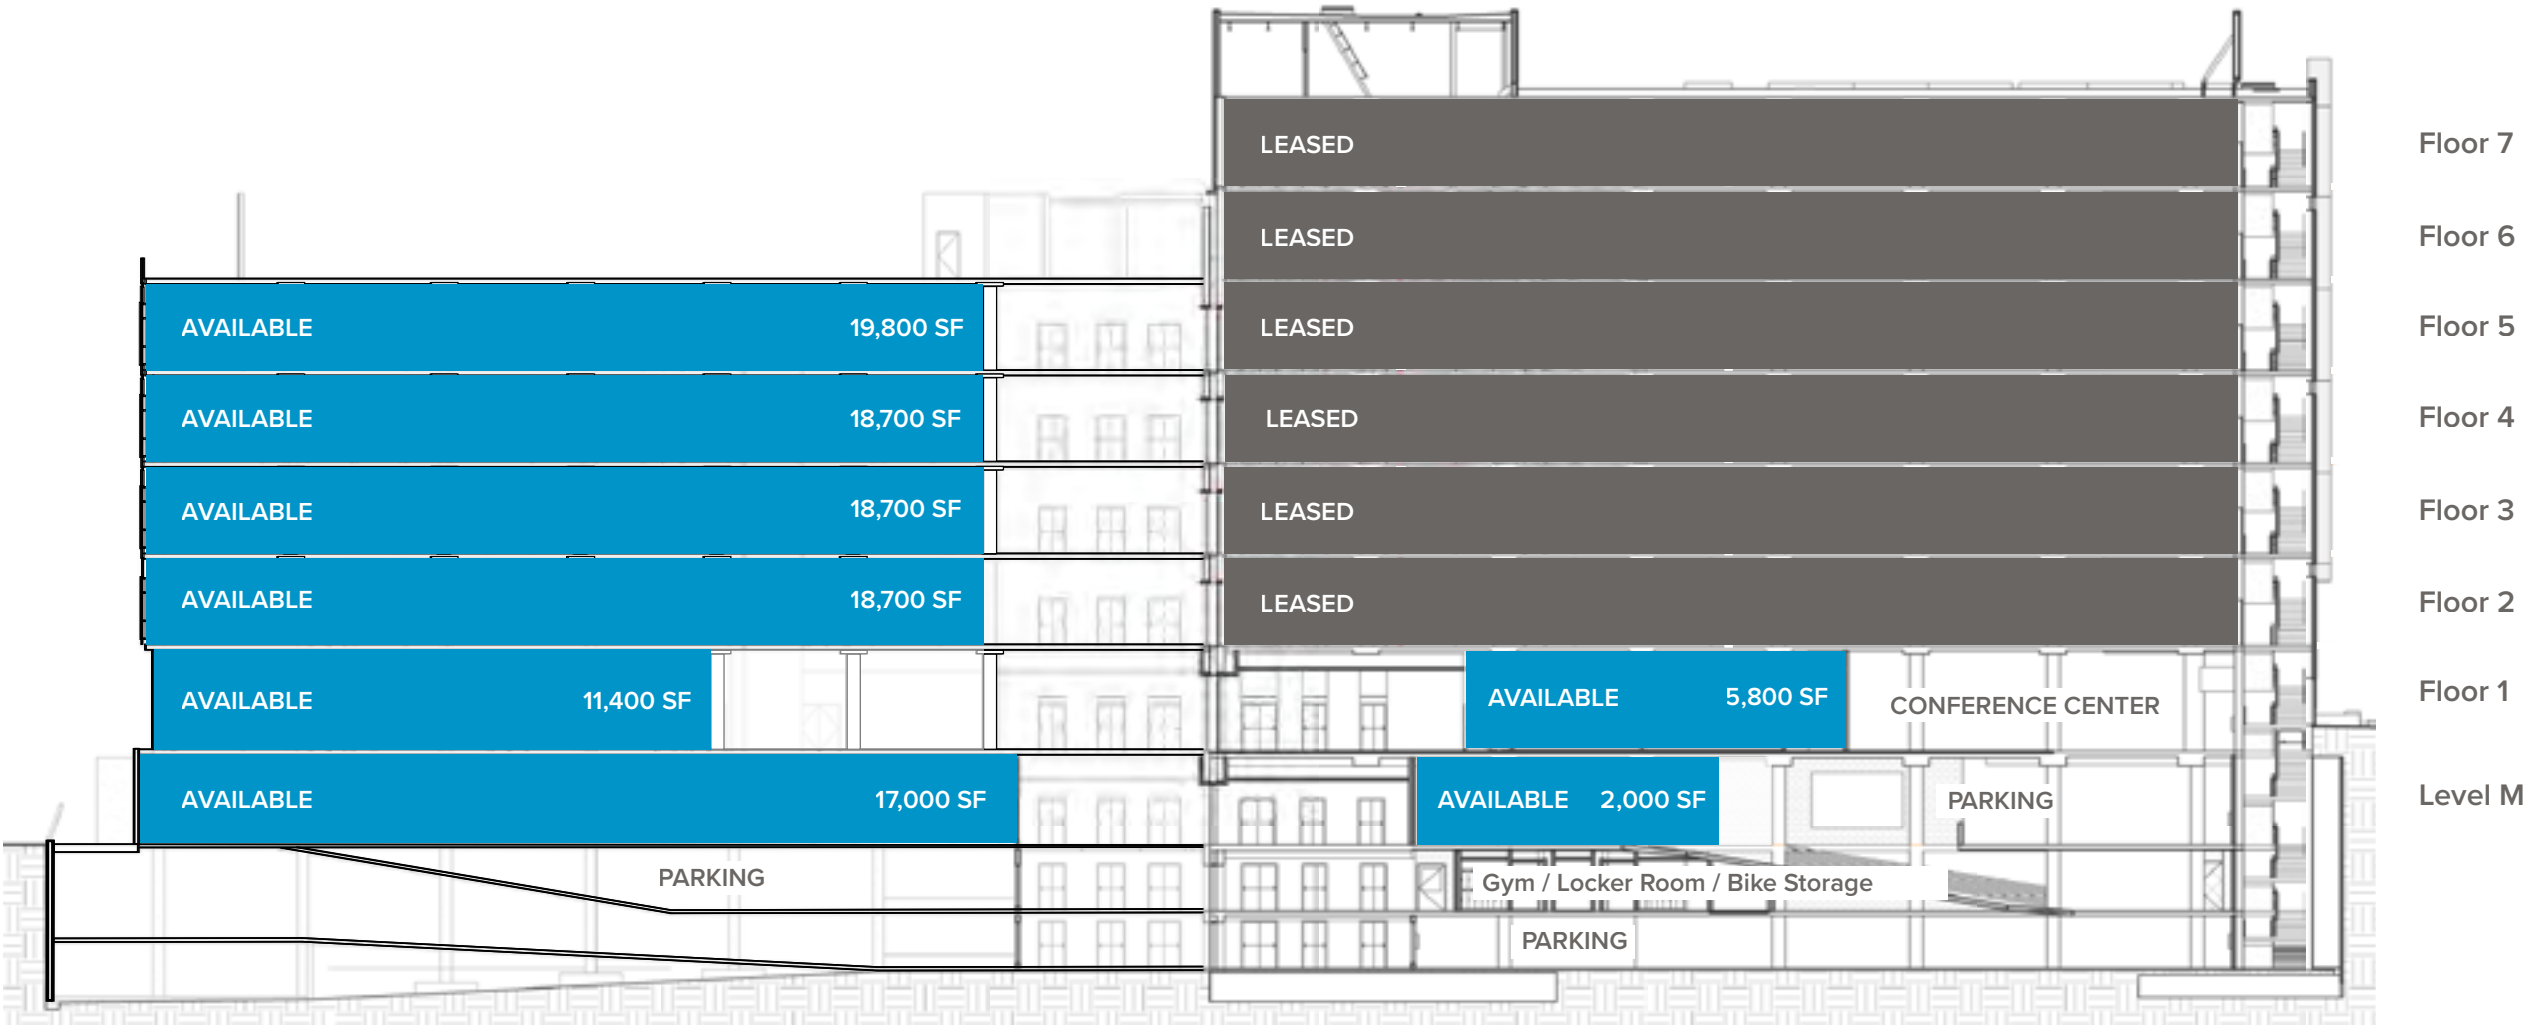 LEASED Floor 7
LEASED Floor 6
AVAILABLE 19,800 SF LEASED Floor 5
AVAILABLE 18,700 SF LEASED Floor 4
AVAILABLE 18,700 SF LEASED Floor 3
AVAILABLE 18,700 SF LEASED Floor 2
AVAILABLE 11,400 SF AVAILABLE 5,800 SF CONFERENCE CENTER Floor 1
AVAILABLE 17,000 SF AVAILABLE 2,000 SF PARKING Level M
PARKING Gym / Locker Room / Bike Storage
PARKING